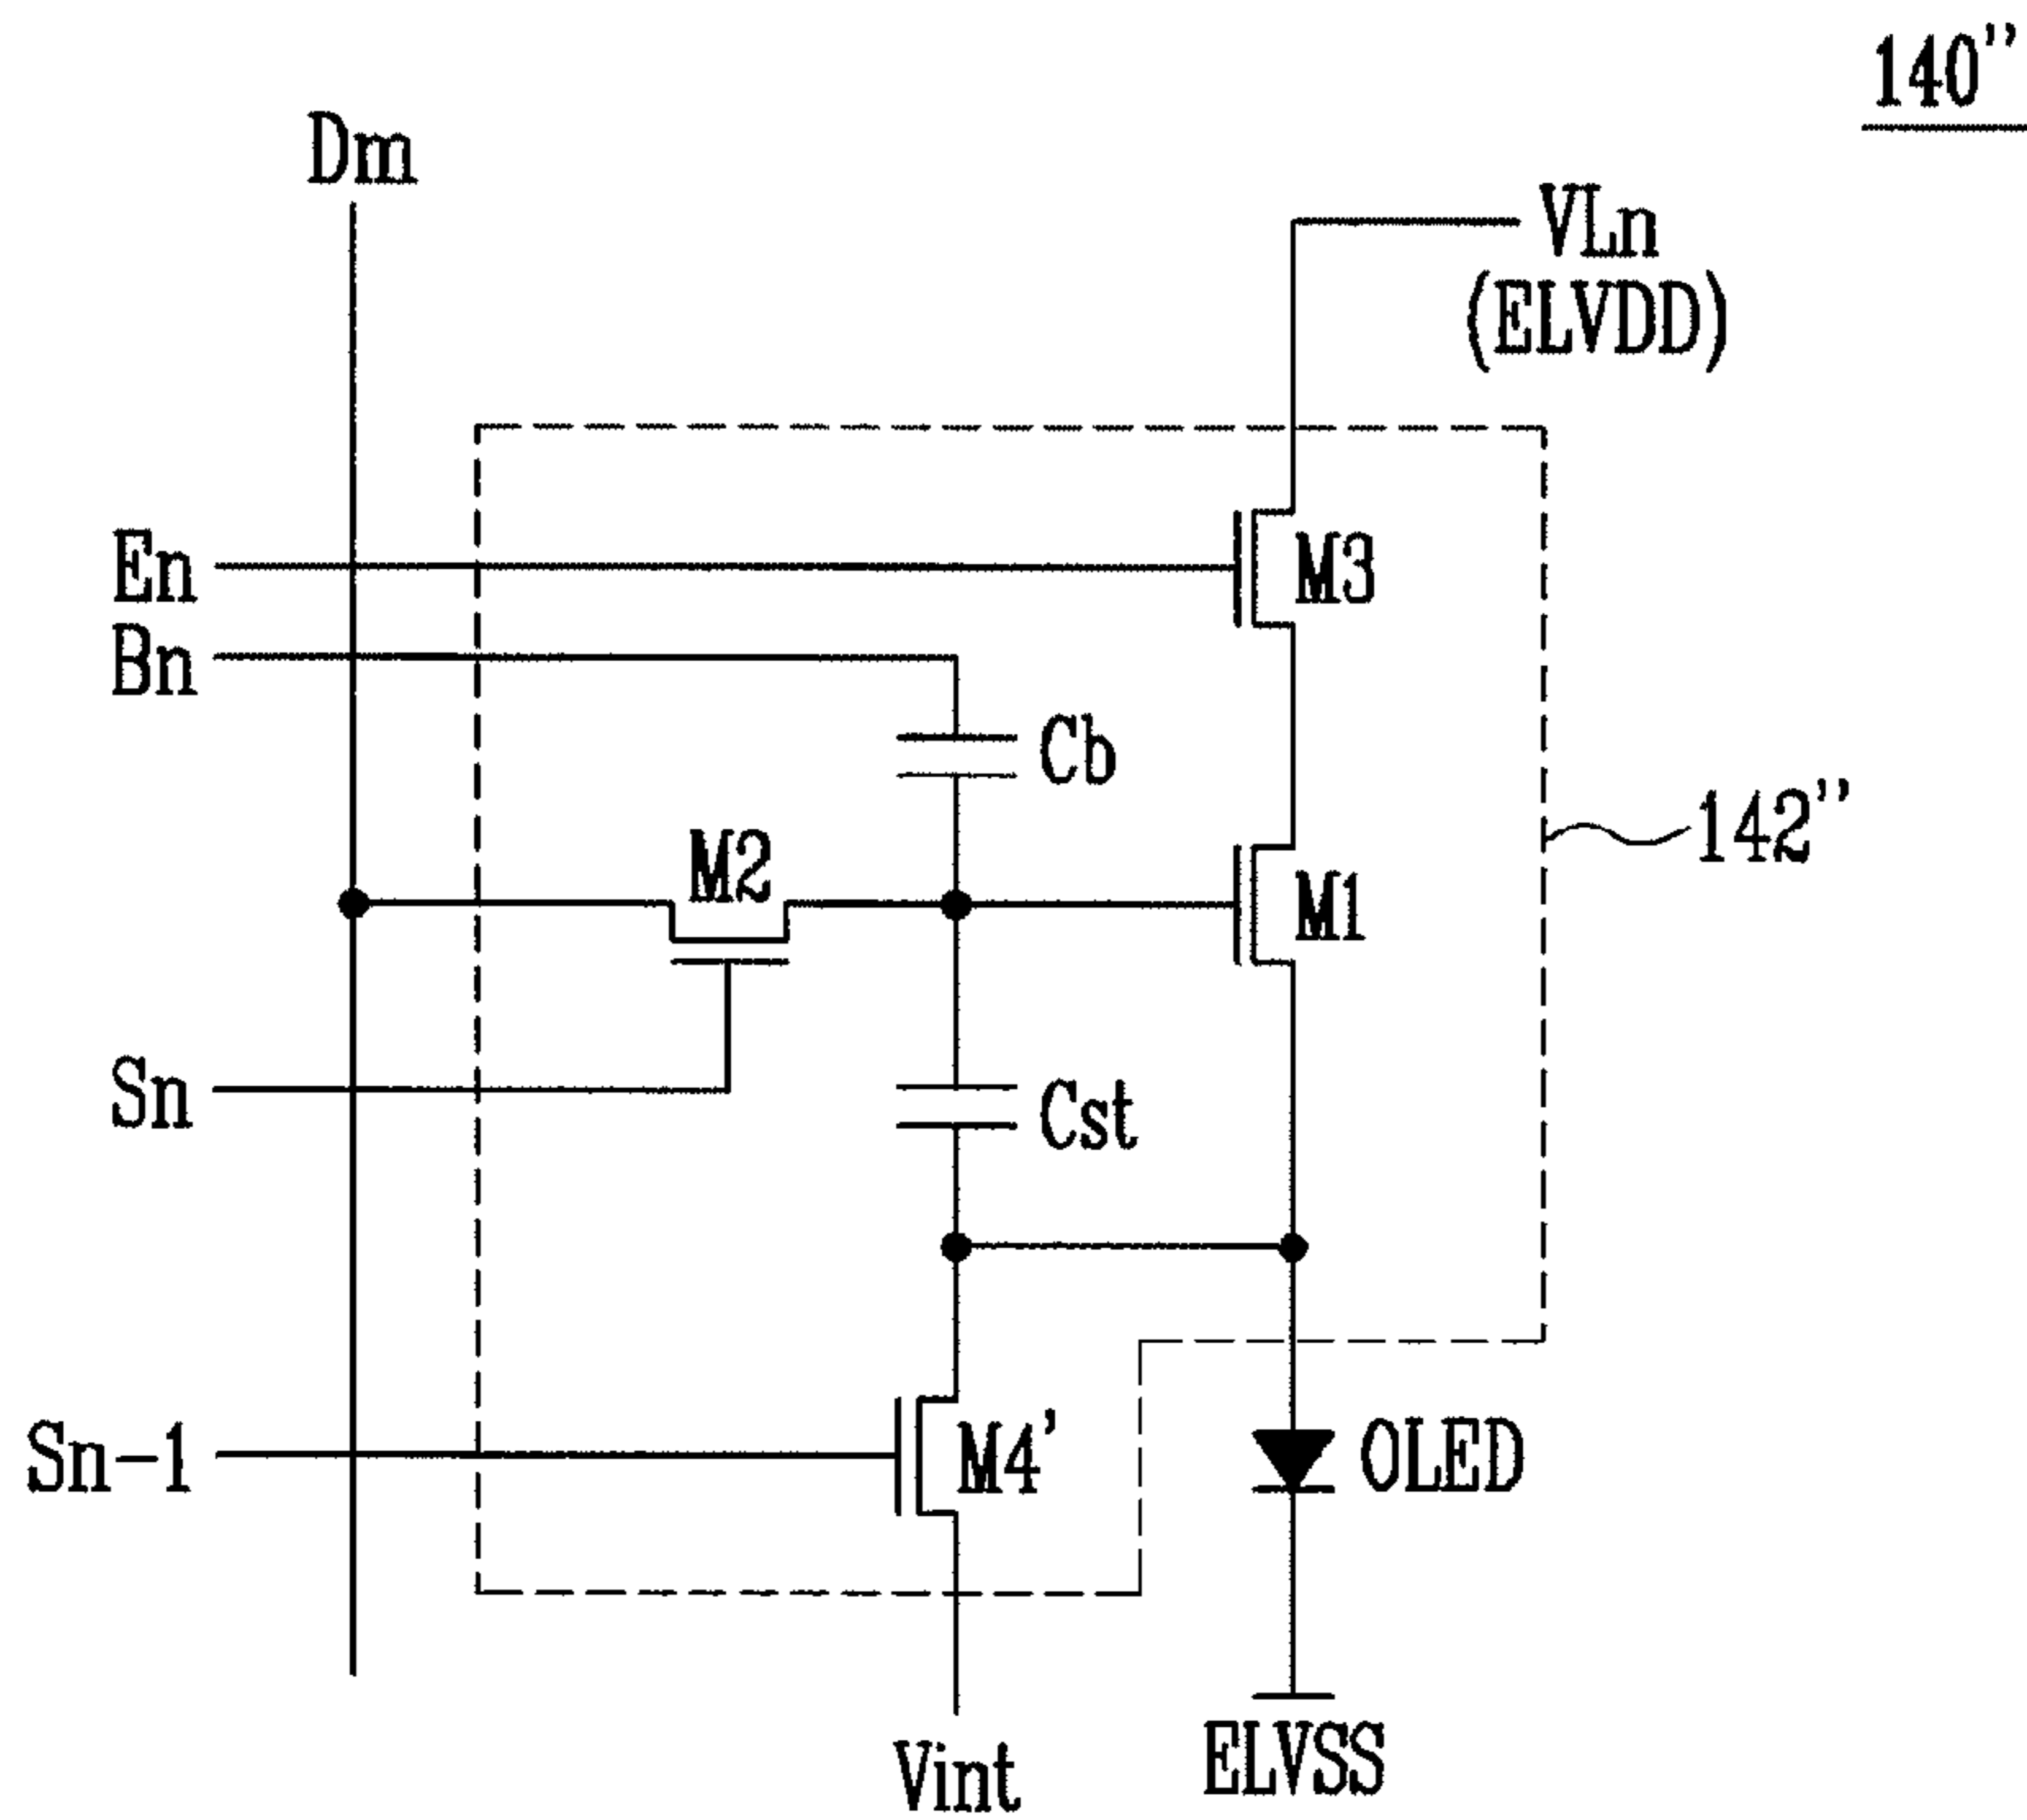 140"
Dm
VLn
(ELVDD)
En
M3
Bn
Cb
142"
M2
M1
Sn
Cst
Sn-1
M4'
OLED
Vint
ELVSS